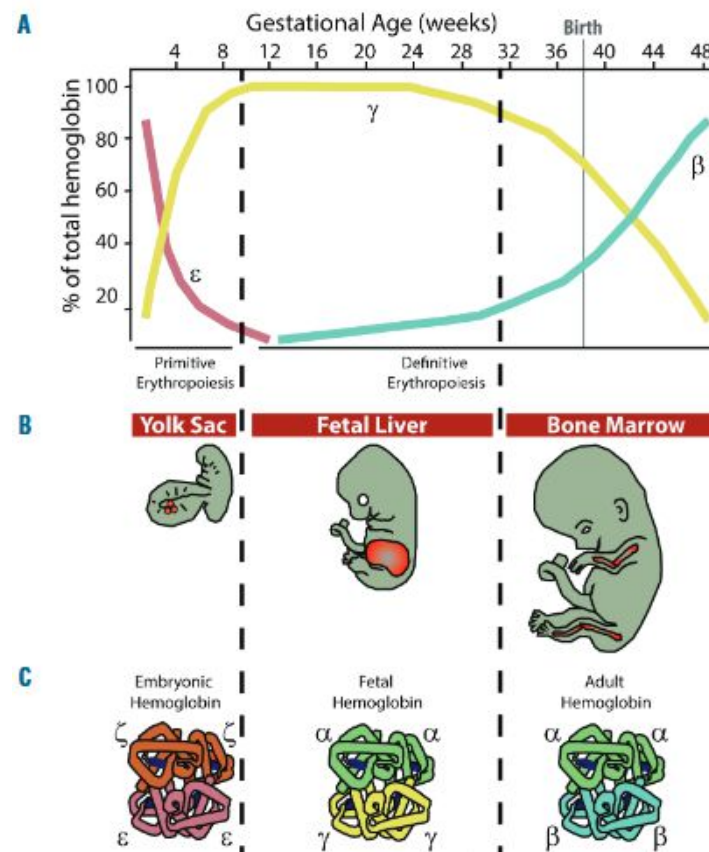 A
Gestational Age (weeks)
Birth
4 8 12 16 20 24 28 32 36 40 44 48
% of total hemoglobin
100
80
60
40
20
γ
β
ε
Primitive
Erythropoiesis
Definitive
Erythropoiesis
B
Yolk Sac
Fetal Liver
Bone Marrow
C
Embryonic
Hemoglobin
Fetal
Hemoglobin
Adult
Hemoglobin
ζ ζ
α α
α α
ε ε
γ γ
β β